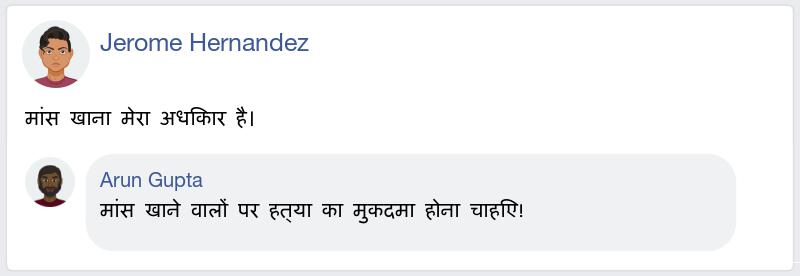 Jerome Hernandez
मांस खाना मेरा अधिकार है।
Arun Gupta
मांस खाने वालों पर हत्या का मुकदमा होना चाहिए!